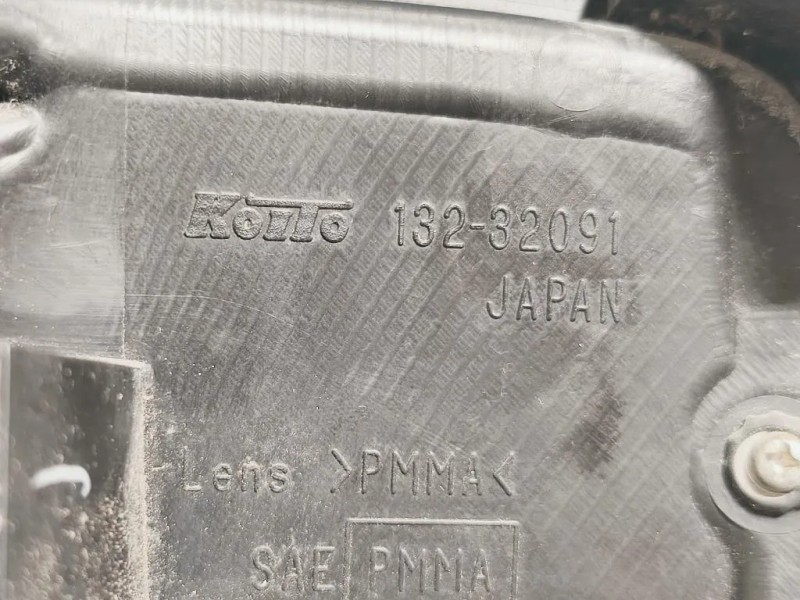 KOITO 132-32091
JAPAN
Lens >PMMA<
SAE PMMA